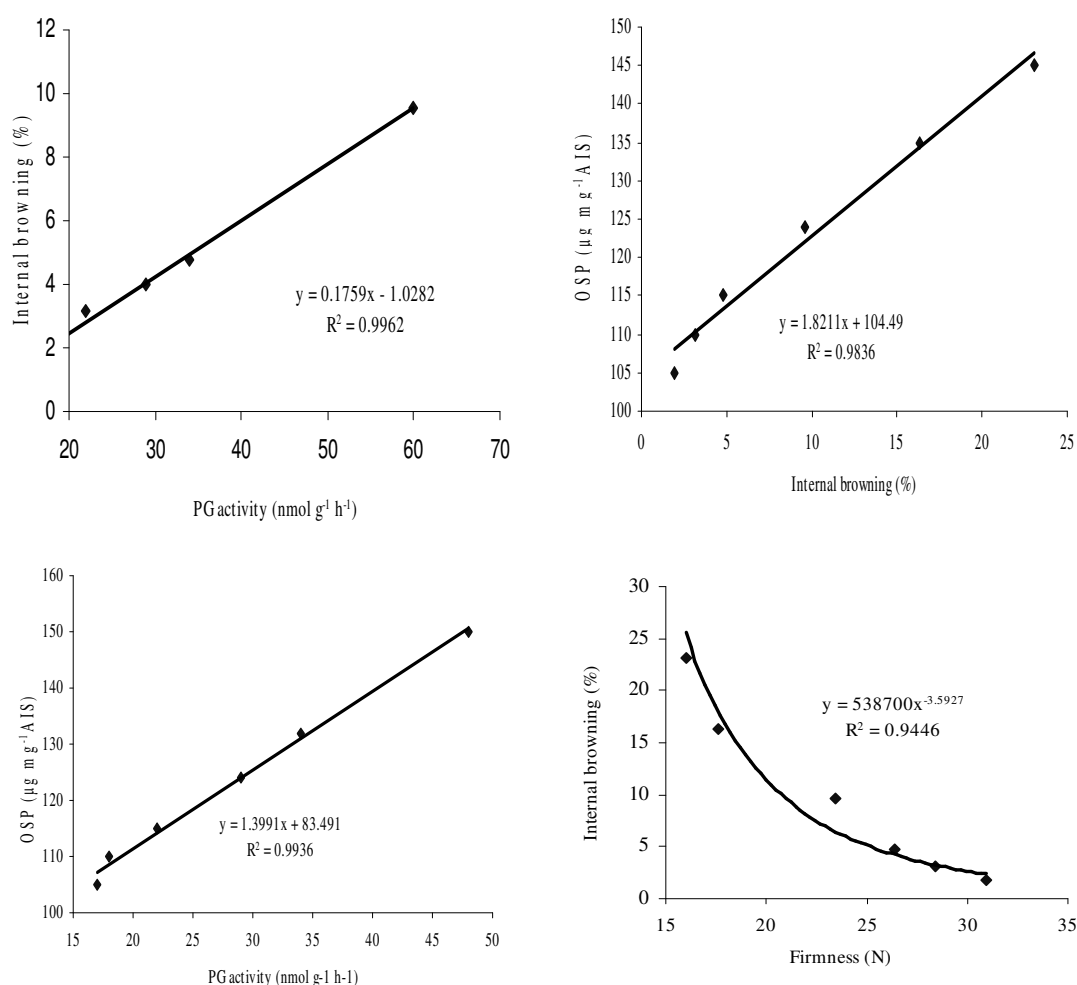 12
10
8
6
4
2
0
20 30 40 50 60 70
Internal browning (%)
PG activity (nmol g-1 h-1)
y = 0.1759x - 1.0282
R2 = 0.9962
150
145
140
135
130
125
120
115
110
105
100
0 5 10 15 20 25
OSP (µg mg-1 AIS)
Internal browning (%)
y = 1.8211x + 104.49
R2 = 0.9836
160
150
140
130
120
110
100
15 20 25 30 35 40 45 50
OSP (µg mg-1 AIS)
PG activity (nmol g-1 h-1)
y = 1.3991x + 83.491
R2 = 0.9936
30
25
20
15
10
5
0
15 20 25 30 35
Internal browning (%)
Firmness (N)
y = 538700x-3.5927
R2 = 0.9446